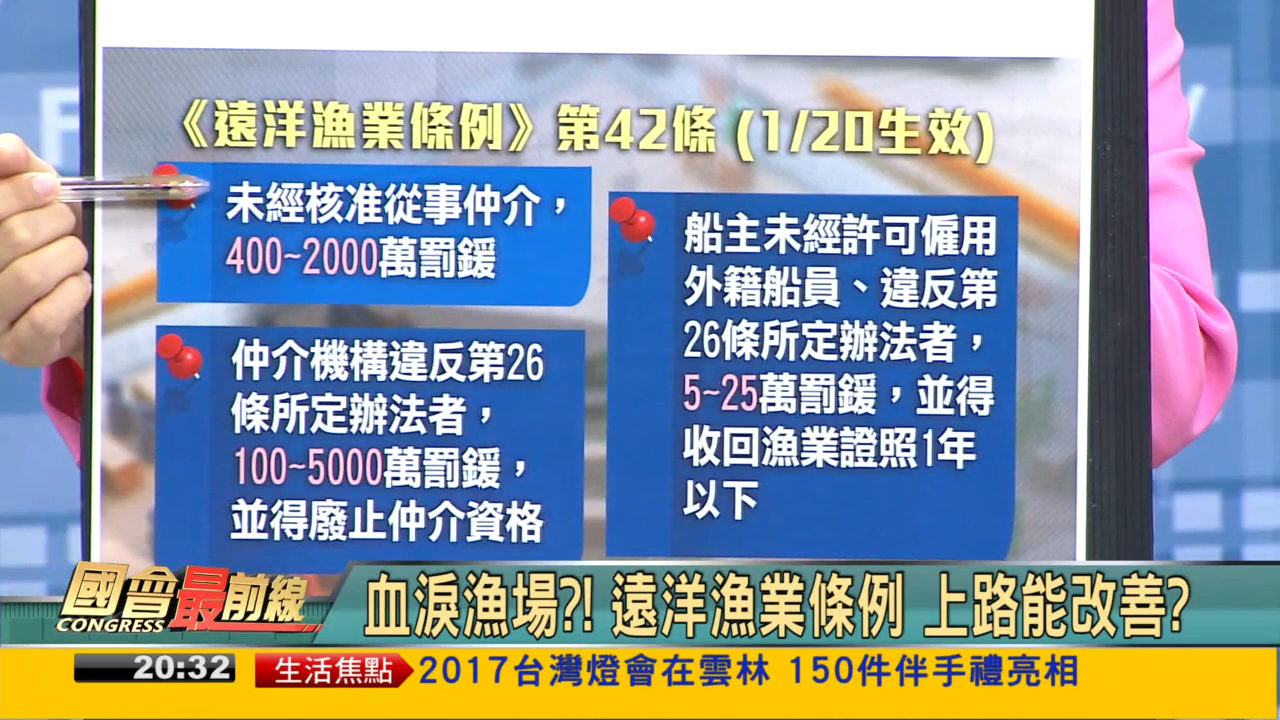 《遠洋漁業條例》第42條 (1/20生效)
未經核准從事仲介，
400~2000萬罰鍰
仲介機構違反第26
條所定辦法者，
100~5000萬罰鍰，
並得廢止仲介資格
船主未經許可僱用
外籍船員、違反第
26條所定辦法者，
5~25萬罰鍰，並得
收回漁業證照1年
以下
國會最前線
CONGRESS
血淚漁場?! 遠洋漁業條例 上路能改善?
20:32
生活焦點
2017台灣燈會在雲林 150件伴手禮亮相